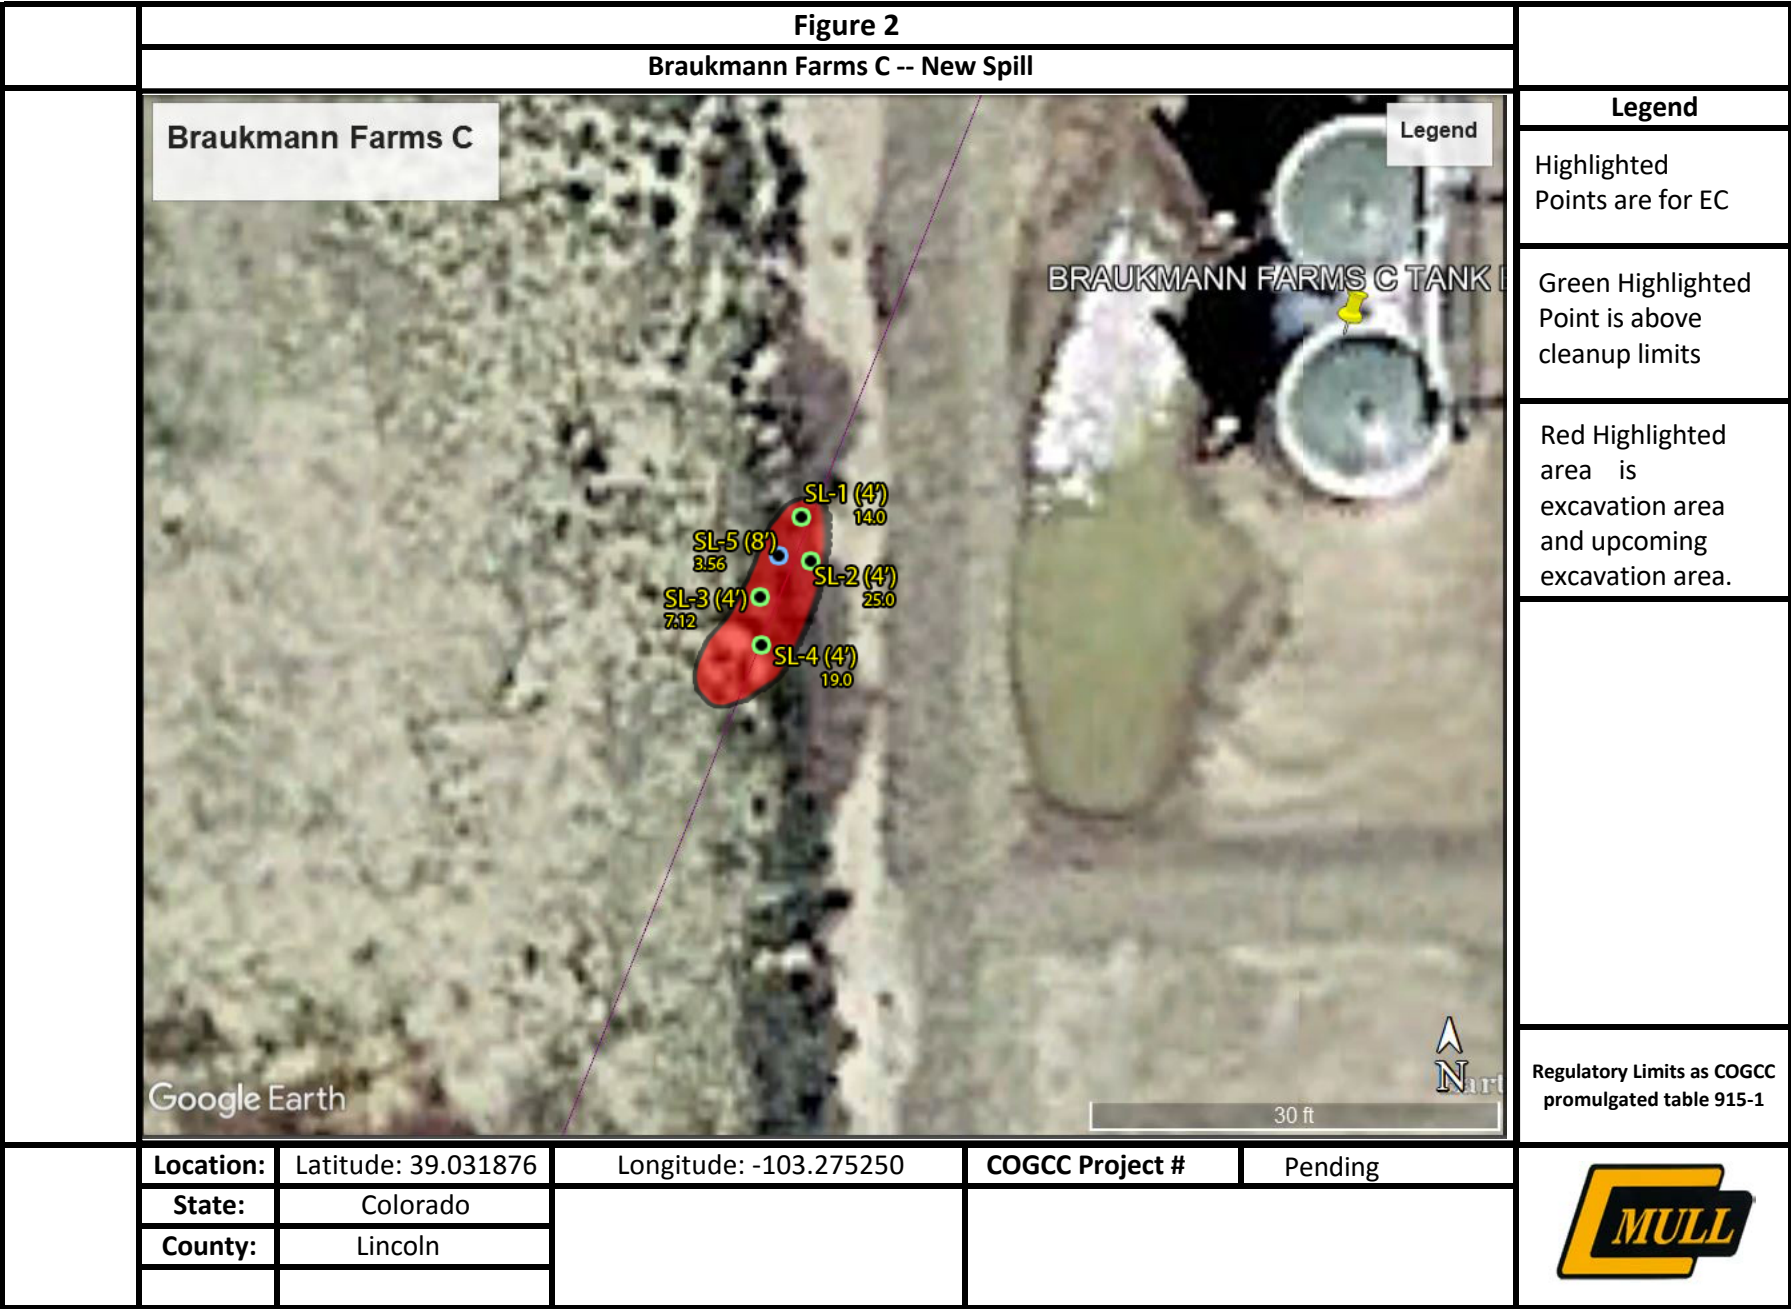 Figure 2
Braukmann Farms C -- New Spill
Braukmann Farms C
Legend
BRAUKMANN FARMS C TANK
SL-1 (4')
14.0
SL-5 (8')
3.56
SL-2 (4')
25.0
SL-3 (4')
7.12
SL-4 (4')
19.0
Google Earth
N
30 ft
Legend
Highlighted
Points are for EC
Green Highlighted
Point is above
cleanup limits
Red Highlighted
area is
excavation area
and upcoming
excavation area.
Regulatory Limits as COGCC
promulgated table 915-1
Location: Latitude: 39.031876 Longitude: -103.275250 COGCC Project # Pending
State: Colorado
County: Lincoln
MULL